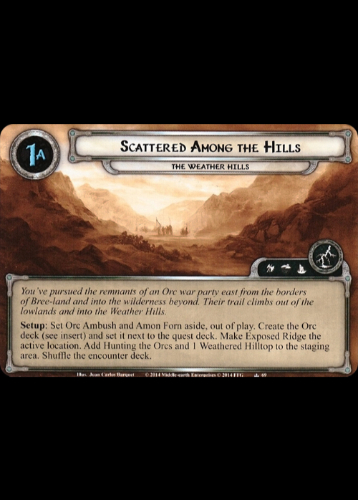 1A
SCATTERED AMONG THE HILLS
THE WEATHER HILLS
You've pursued the remnants of an Orc war party east from the borders
of Bree-land and into the wilderness beyond. Their trail climbs out of the
lowlands and into the Weather Hills.
Setup: Set Orc Ambush and Amon Forn aside, out of play. Create the Orc
deck (see insert) and set it next to the quest deck. Make Exposed Ridge the
active location. Add Hunting the Orcs and 1 Weathered Hilltop to the staging
area. Shuffle the encounter deck.
Illus. Juan Carlos Barquet © 2014 Middle-earth Enterprises © 2014 FFG